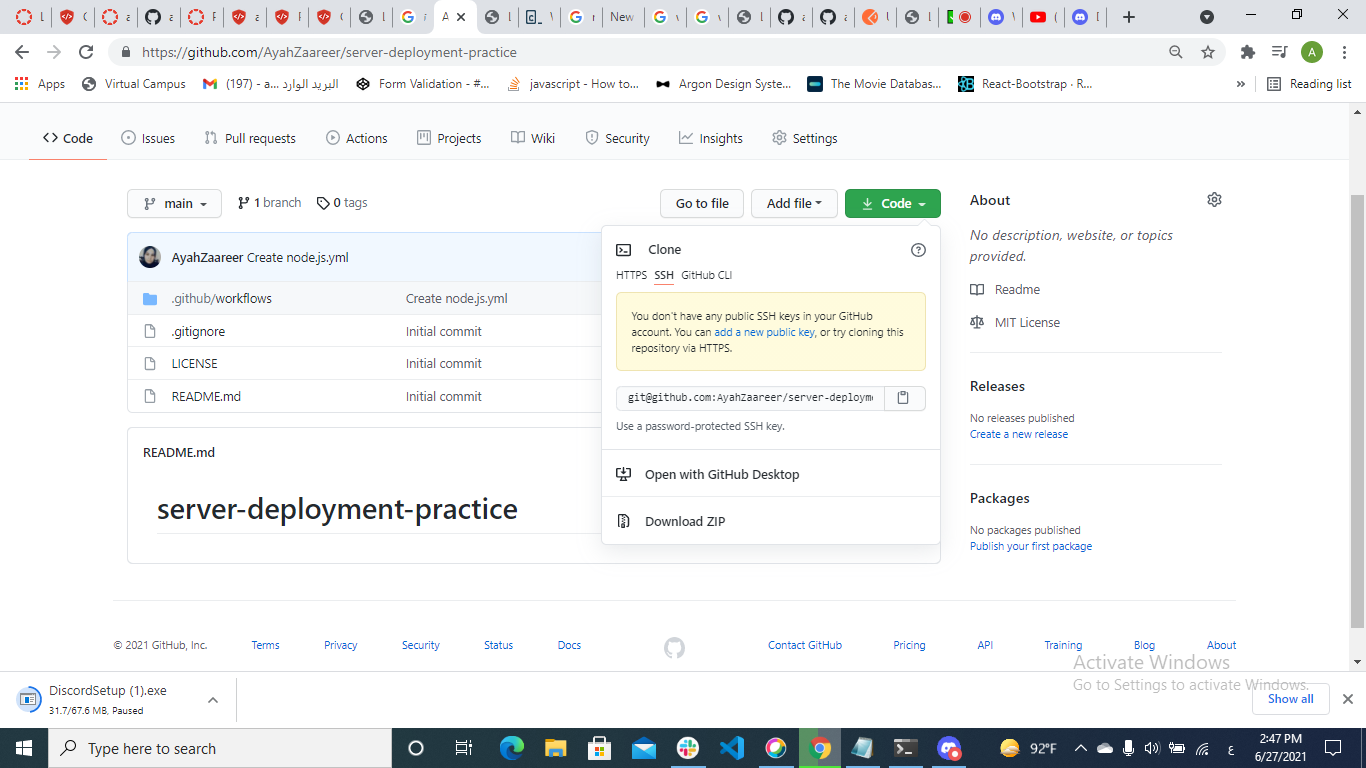 https://github.com/AyahZaareer/server-deployment-practice
A
Apps
Virtual Campus
(197) - a... البريد الوارد
Form Validation - #...
javascript - How to...
Argon Design Syste...
The Movie Databas...
React-Bootstrap · R...
»
Reading list
Code
Issues
Pull requests
Actions
Projects
Wiki
Security
Insights
Settings
main
1 branch
0 tags
Go to file
Add file
Code
About
No description, website, or topics
provided.
Readme
MIT License
Releases
No releases published
Create a new release
Packages
No packages published
Publish your first package
AyahZaareer Create node.js.yml
.github/workflows
Create node.js.yml
.gitignore
Initial commit
LICENSE
Initial commit
README.md
Initial commit
Clone
HTTPS SSH GitHub CLI
You don't have any public SSH keys in your GitHub
account. You can add a new public key, or try cloning this
repository via HTTPS.
git@github.com:AyahZaareer/server-deployme
Use a password-protected SSH key.
Open with GitHub Desktop
Download ZIP
README.md
server-deployment-practice
© 2021 GitHub, Inc.
Terms
Privacy
Security
Status
Docs
Contact GitHub
Pricing
API
Training
Blog
About
Activate Windows
Go to Settings to activate Windows.
DiscordSetup (1).exe
31.7/67.6 MB, Paused
Show all
Type here to search
92°F
ع
2:47 PM
6/27/2021